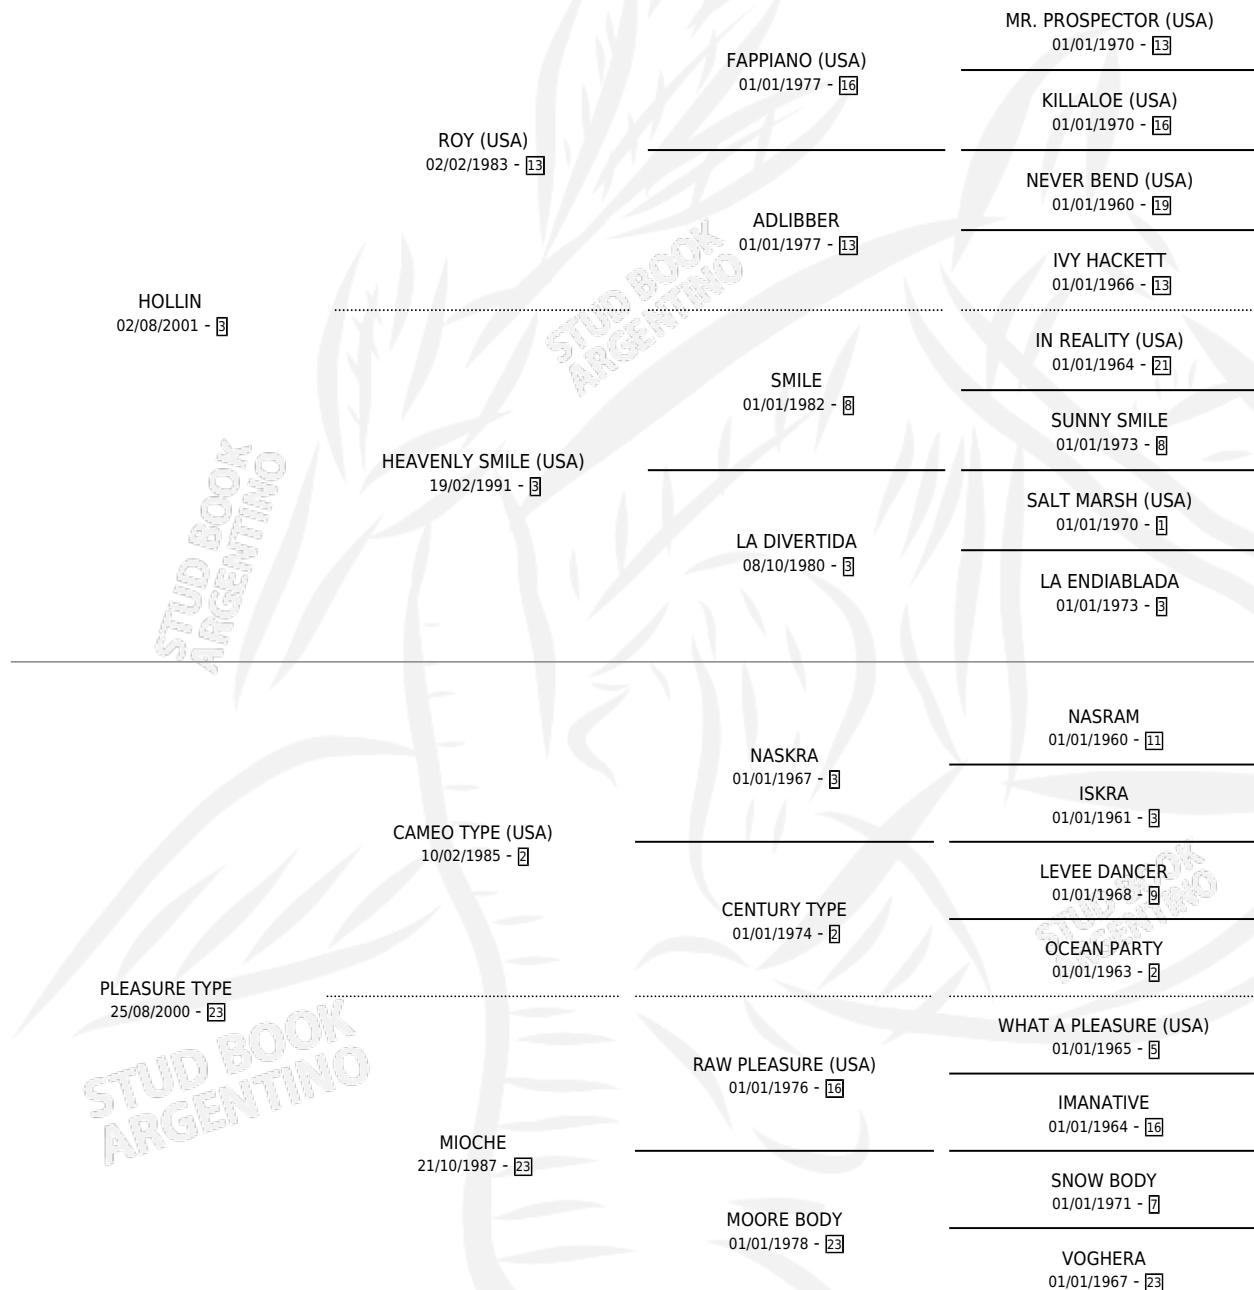 MR. PROSPECTOR (USA)
01/01/1970 - 13
FAPPIANO (USA)
01/01/1977 - 16
KILLALOE (USA)
01/01/1970 - 16
ROY (USA)
02/02/1983 - 13
NEVER BEND (USA)
01/01/1960 - 19
ADLIBBER
01/01/1977 - 13
IVY HACKETT
01/01/1966 - 13
HOLLIN
02/08/2001 - 3
IN REALITY (USA)
01/01/1964 - 21
SMILE
01/01/1982 - 8
SUNNY SMILE
01/01/1973 - 8
HEAVENLY SMILE (USA)
19/02/1991 - 3
SALT MARSH (USA)
01/01/1970 - 1
LA DIVERTIDA
08/10/1980 - 3
LA ENDIABLADA
01/01/1973 - 3
NASRAM
01/01/1960 - 11
NASKRA
01/01/1967 - 3
ISKRA
01/01/1961 - 3
CAMEO TYPE (USA)
10/02/1985 - 2
LEVEE DANCER
01/01/1968 - 9
CENTURY TYPE
01/01/1974 - 2
OCEAN PARTY
01/01/1963 - 2
PLEASURE TYPE
25/08/2000 - 23
WHAT A PLEASURE (USA)
01/01/1965 - 5
RAW PLEASURE (USA)
01/01/1976 - 16
IMANATIVE
01/01/1964 - 16
MIOCHE
21/10/1987 - 23
SNOW BODY
01/01/1971 - 7
MOORE BODY
01/01/1978 - 23
VOGHERA
01/01/1967 - 23
STUD BOOK
ARGENTINO
STUD BOOK
ARGENTINO
STUD BOOK
ARGENTINO
STUD BOOK
ARGENTINO